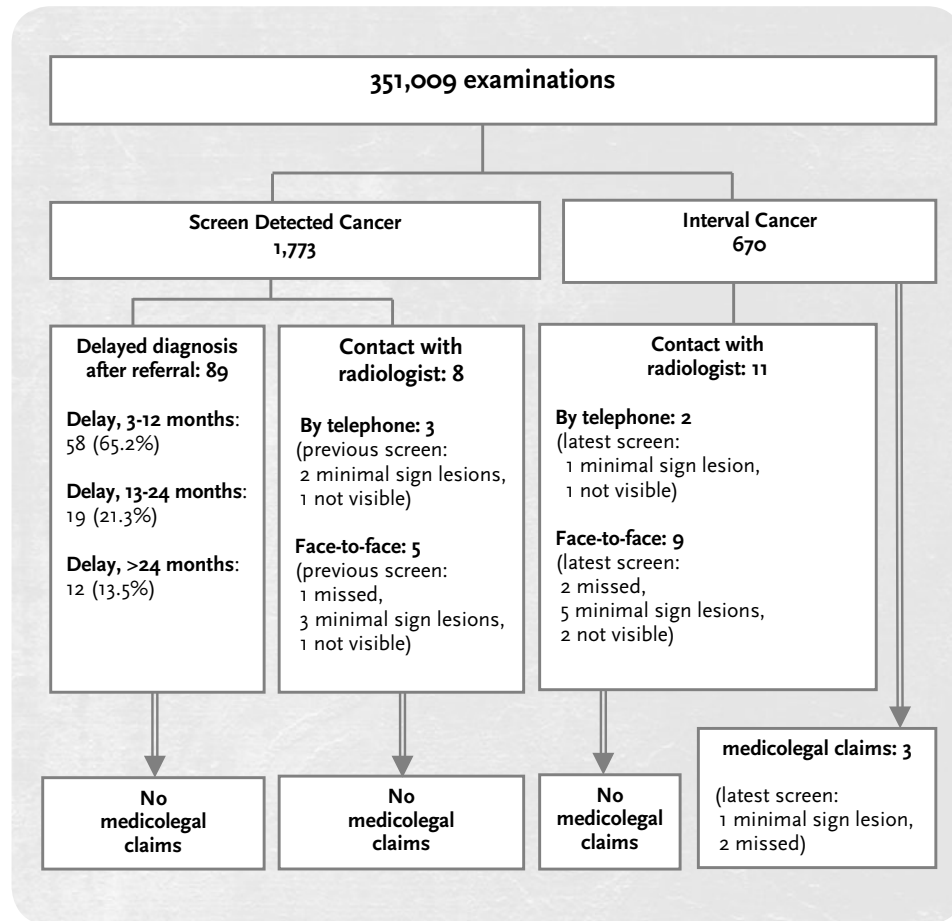 351,009 examinations
Screen Detected Cancer
1,773
Interval Cancer
670
Delayed diagnosis
after referral: 89
Delay, 3-12 months:
58 (65.2%)
Delay, 13-24 months:
19 (21.3%)
Delay, >24 months:
12 (13.5%)
Contact with
radiologist: 8
By telephone: 3
(previous screen:
2 minimal sign lesions,
1 not visible)
Face-to-face: 5
(previous screen:
1 missed,
3 minimal sign lesions,
1 not visible)
Contact with
radiologist: 11
By telephone: 2
(latest screen:
1 minimal sign lesion,
1 not visible)
Face-to-face: 9
(latest screen:
2 missed,
5 minimal sign lesions,
2 not visible)
No
medicolegal
claims
No
medicolegal
claims
No
medicolegal
claims
medicolegal claims: 3
(latest screen:
1 minimal sign lesion,
2 missed)